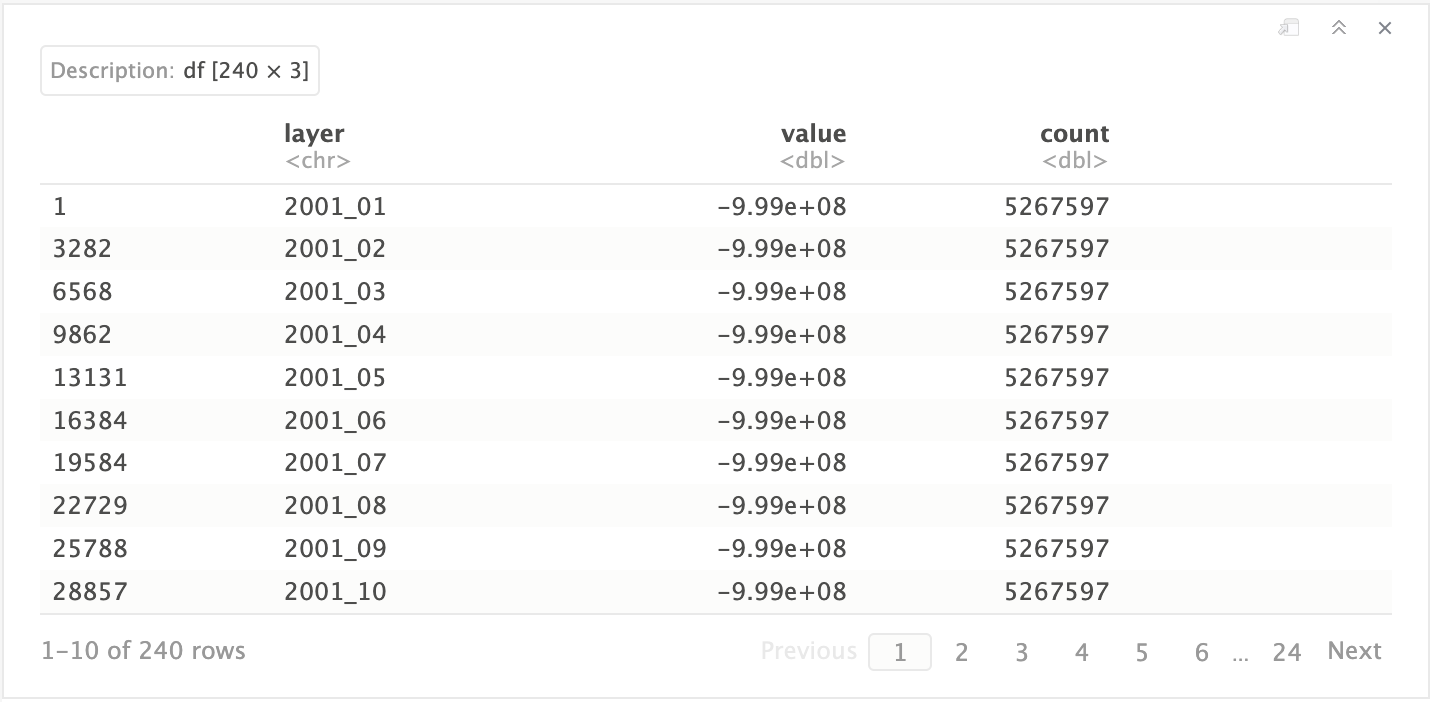 Description: df [240 × 3]
layer value count
<chr> <dbl> <dbl>
1 2001_01 -9.99e+08 5267597
3282 2001_02 -9.99e+08 5267597
6568 2001_03 -9.99e+08 5267597
9862 2001_04 -9.99e+08 5267597
13131 2001_05 -9.99e+08 5267597
16384 2001_06 -9.99e+08 5267597
19584 2001_07 -9.99e+08 5267597
22729 2001_08 -9.99e+08 5267597
25788 2001_09 -9.99e+08 5267597
28857 2001_10 -9.99e+08 5267597
1-10 of 240 rows Previous 1 2 3 4 5 6 ... 24 Next